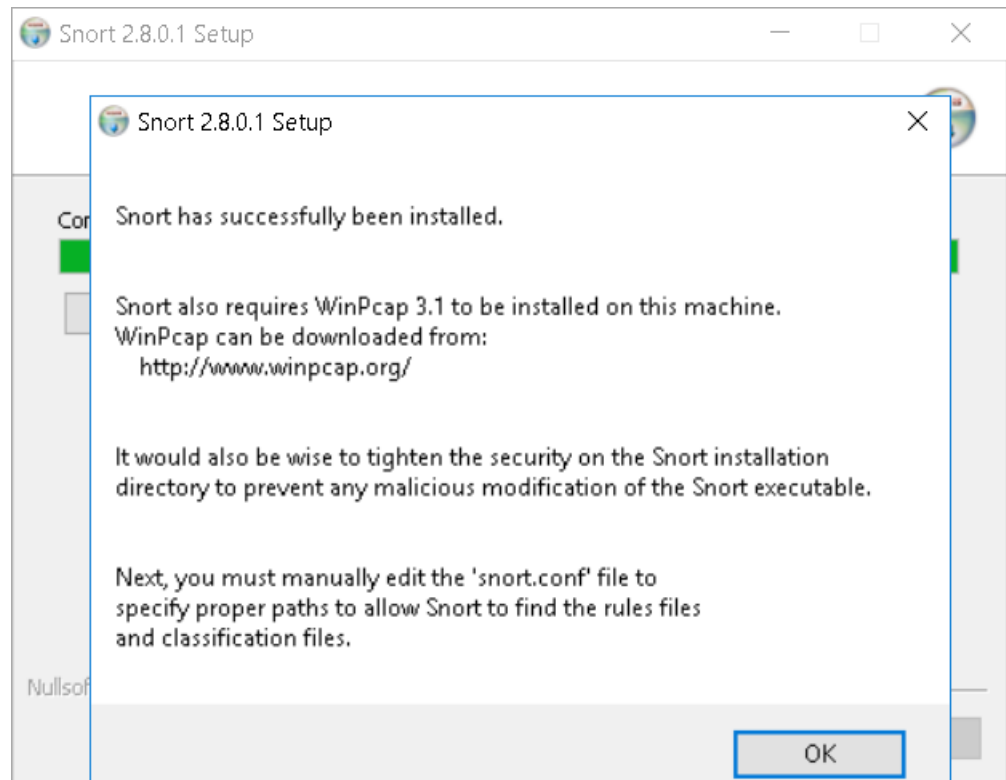 Snort 2.8.0.1 Setup
Snort 2.8.0.1 Setup
Snort has successfully been installed.
Snort also requires WinPcap 3.1 to be installed on this machine.
WinPcap can be downloaded from:
http://www.winpcap.org/
It would also be wise to tighten the security on the Snort installation
directory to prevent any malicious modification of the Snort executable.
Next, you must manually edit the 'snort.conf' file to
specify proper paths to allow Snort to find the rules files
and classification files.
OK